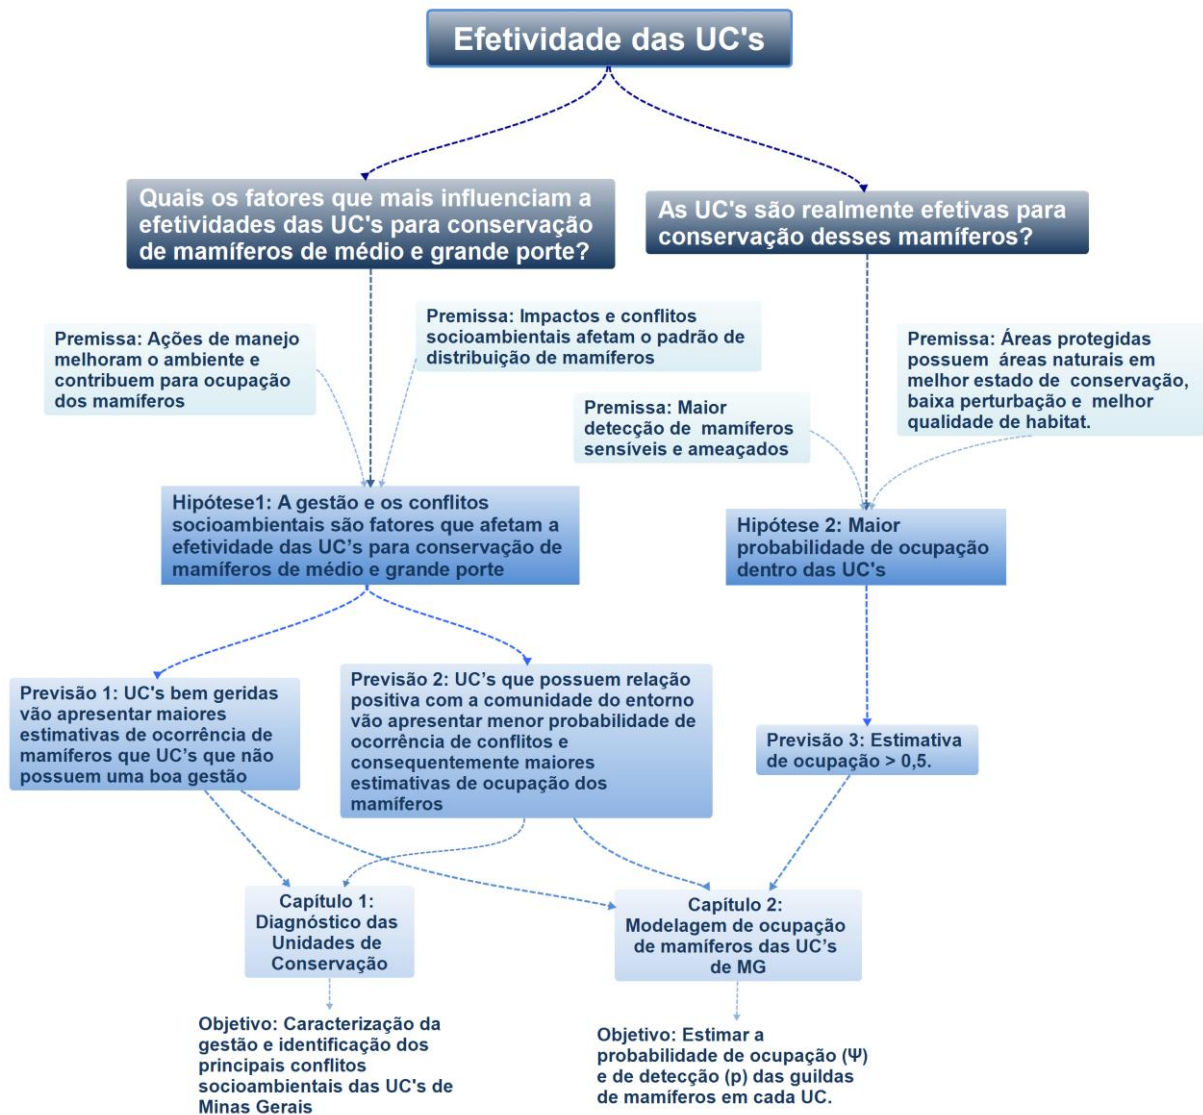 Efetividade das UC's
Quais os fatores que mais influenciam a
efetividades das UC's para conservação
de mamíferos de médio e grande porte?
As UC's são realmente efetivas para
conservação desses mamíferos?
Premissa: Ações de manejo
melhoram o ambiente e
contribuem para ocupação
dos mamíferos
Premissa: Impactos e conflitos
socioambientais afetam o padrão de
distribuição de mamíferos
Premissa: Maior
detecção de mamíferos
sensíveis e ameaçados
Premissa: Áreas protegidas
possuem áreas naturais em
melhor estado de conservação,
baixa perturbação e melhor
qualidade de habitat.
Hipótese1: A gestão e os conflitos
socioambientais são fatores que afetam a
efetividade das UC’s para conservação de
mamíferos de médio e grande porte
Hipótese 2: Maior
probabilidade de ocupação
dentro das UC's
Previsão 1: UC's bem geridas
vão apresentar maiores
estimativas de ocorrência de
mamíferos que UC’s que não
possuem uma boa gestão
Previsão 2: UC’s que possuem relação
positiva com a comunidade do entorno
vão apresentar menor probabilidade de
ocorrência de conflitos e
consequentemente maiores
estimativas de ocupação dos
mamíferos
Previsão 3: Estimativa
de ocupação > 0,5.
Capítulo 1:
Diagnóstico das
Unidades de
Conservação
Capítulo 2:
Modelagem de ocupação
de mamíferos das UC’s
de MG
Objetivo: Caracterização da
gestão e identificação dos
principais conflitos
socioambientais das UC's de
Minas Gerais
Objetivo: Estimar a
probabilidade de ocupação (Ψ)
e de detecção (p) das guildas
de mamíferos em cada UC.